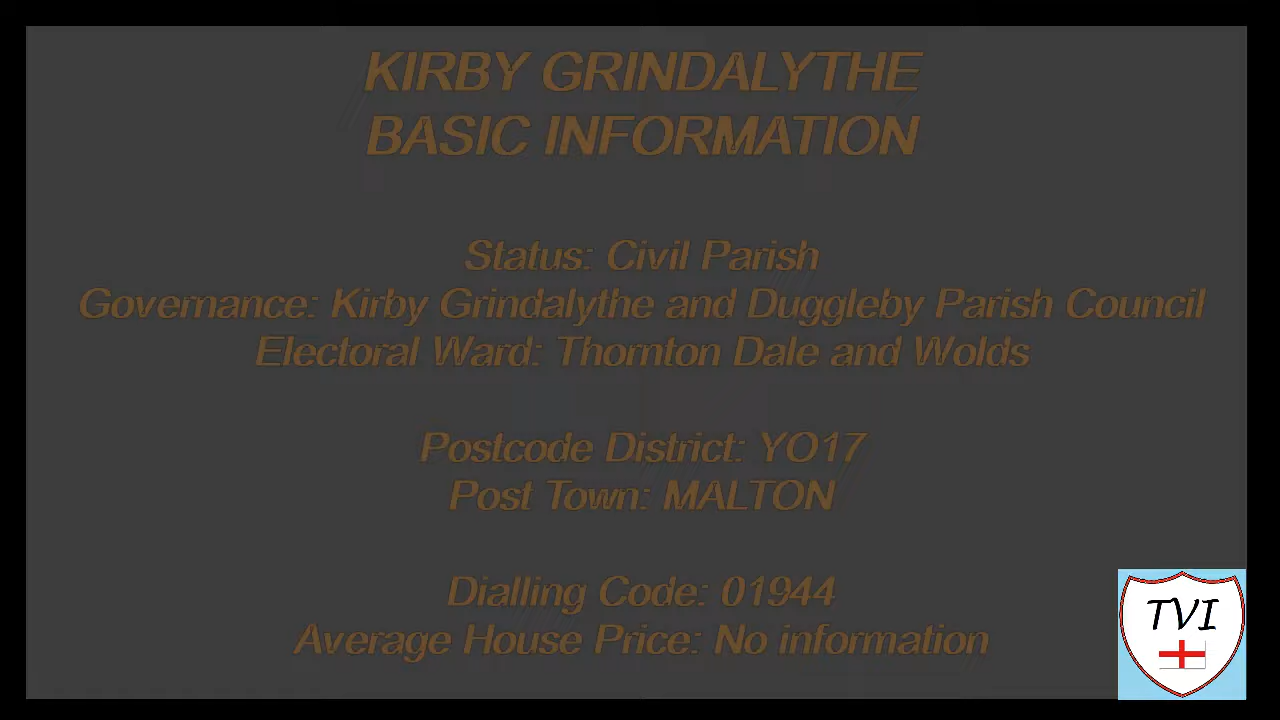 KIRBY GRINDALYTHE
BASIC INFORMATION
Status: Civil Parish
Governance: Kirby Grindalythe and Duggleby Parish Council
Electoral Ward: Thornton Dale and Wolds
Postcode District: YO17
Post Town: MALTON
Dialling Code: 01944
Average House Price: No information
TVI